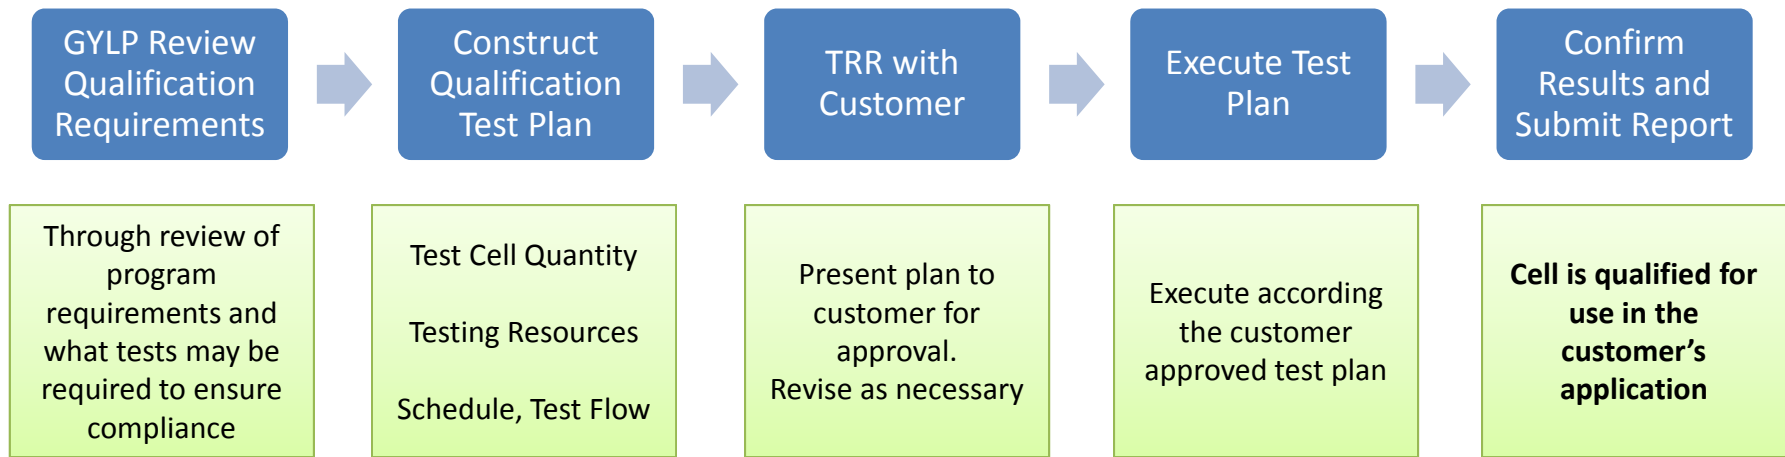 GYLP Review
Qualification
Requirements
Construct
Qualification
Test Plan
TRR with
Customer
Execute Test
Plan
Confirm
Results and
Submit Report
Through review of
program
requirements and
what tests may be
required to ensure
compliance
Test Cell Quantity
Testing Resources
Schedule, Test Flow
Present plan to
customer for
approval.
Revise as necessary
Execute according
the customer
approved test plan
Cell is qualified for
use in the
customer’s
application